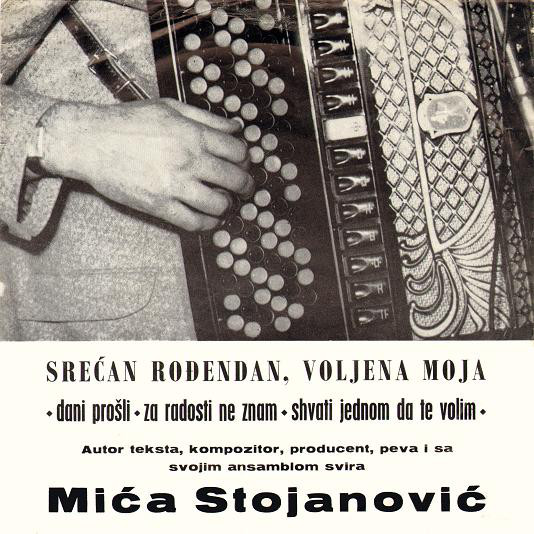 SREĆAN ROĐENDAN, VOLJENA MOJA
• dani prošli • za radosti ne znam • shvati jednom da te volim •
Autor teksta, kompozitor, producent, peva i sa
svojim ansamblom svira
Mića Stojanović